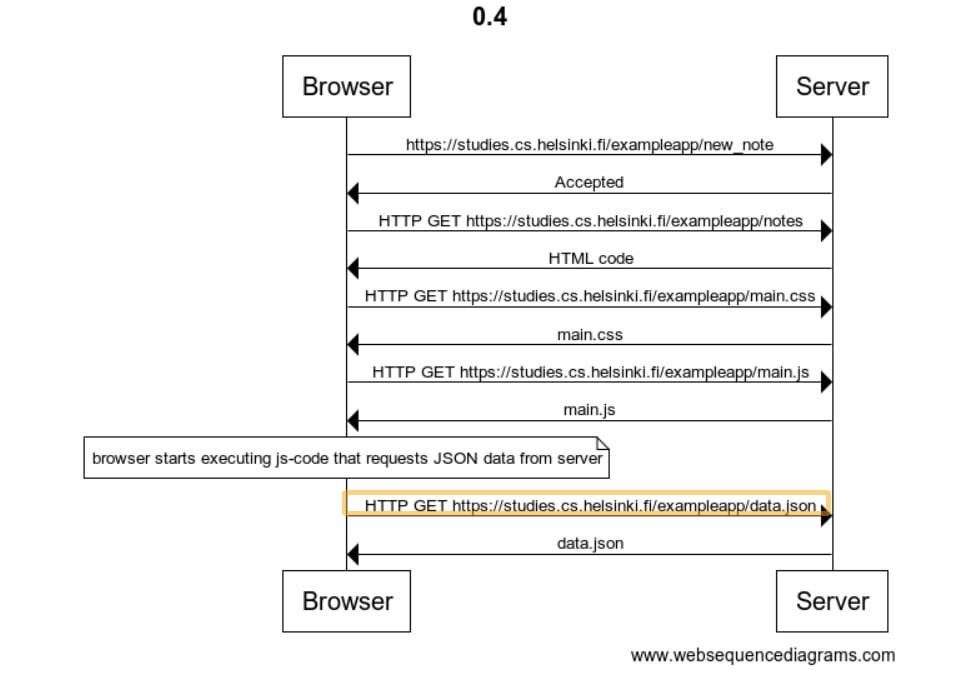 0.4
Browser
Server
https://studies.cs.helsinki.fi/exampleapp/new_note
Accepted
HTTP GET https://studies.cs.helsinki.fi/exampleapp/notes
HTML code
HTTP GET https://studies.cs.helsinki.fi/exampleapp/main.css
main.css
HTTP GET https://studies.cs.helsinki.fi/exampleapp/main.js
main.js
browser starts executing js-code that requests JSON data from server
HTTP GET https://studies.cs.helsinki.fi/exampleapp/data.json
data.json
Browser
Server
www.websequencediagrams.com